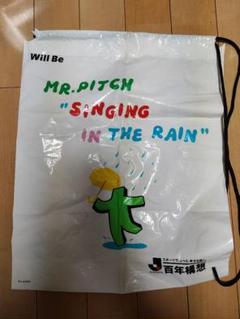 Will Be
MR. PITCH
"SINGING
IN THE RAIN"
J
百年構想